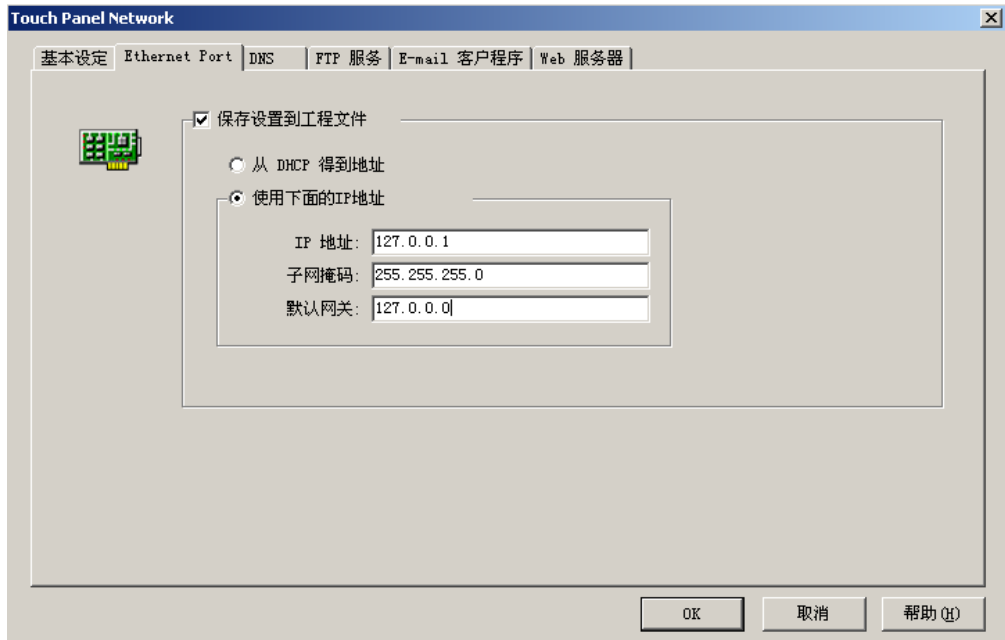 Touch Panel Network
基本设定 Ethernet Port DNS FTP 服务 E-mail 客户程序 Web 服务器
保存设置到工程文件
从 DHCP 得到地址
使用下面的IP地址
IP 地址: 127.0.0.1
子网掩码: 255.255.255.0
默认网关: 127.0.0.0
OK 取消 帮助(H)